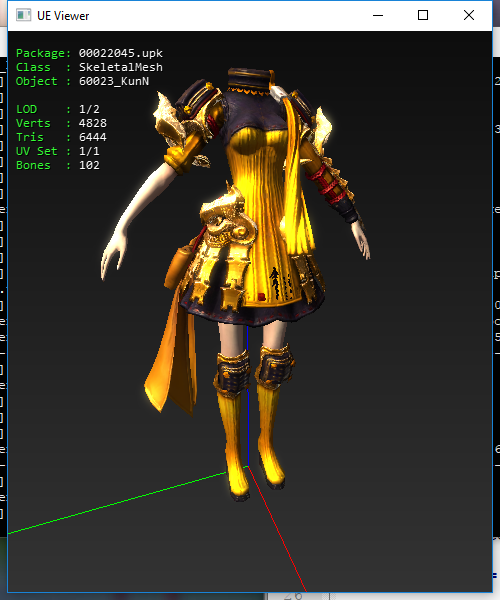 UE Viewer
Package: 00022045.upk
Class : SkeletalMesh
Object : 60023_KunN
LOD : 1/2
Verts : 4828
Tris : 6444
UV Set : 1/1
Bones : 102